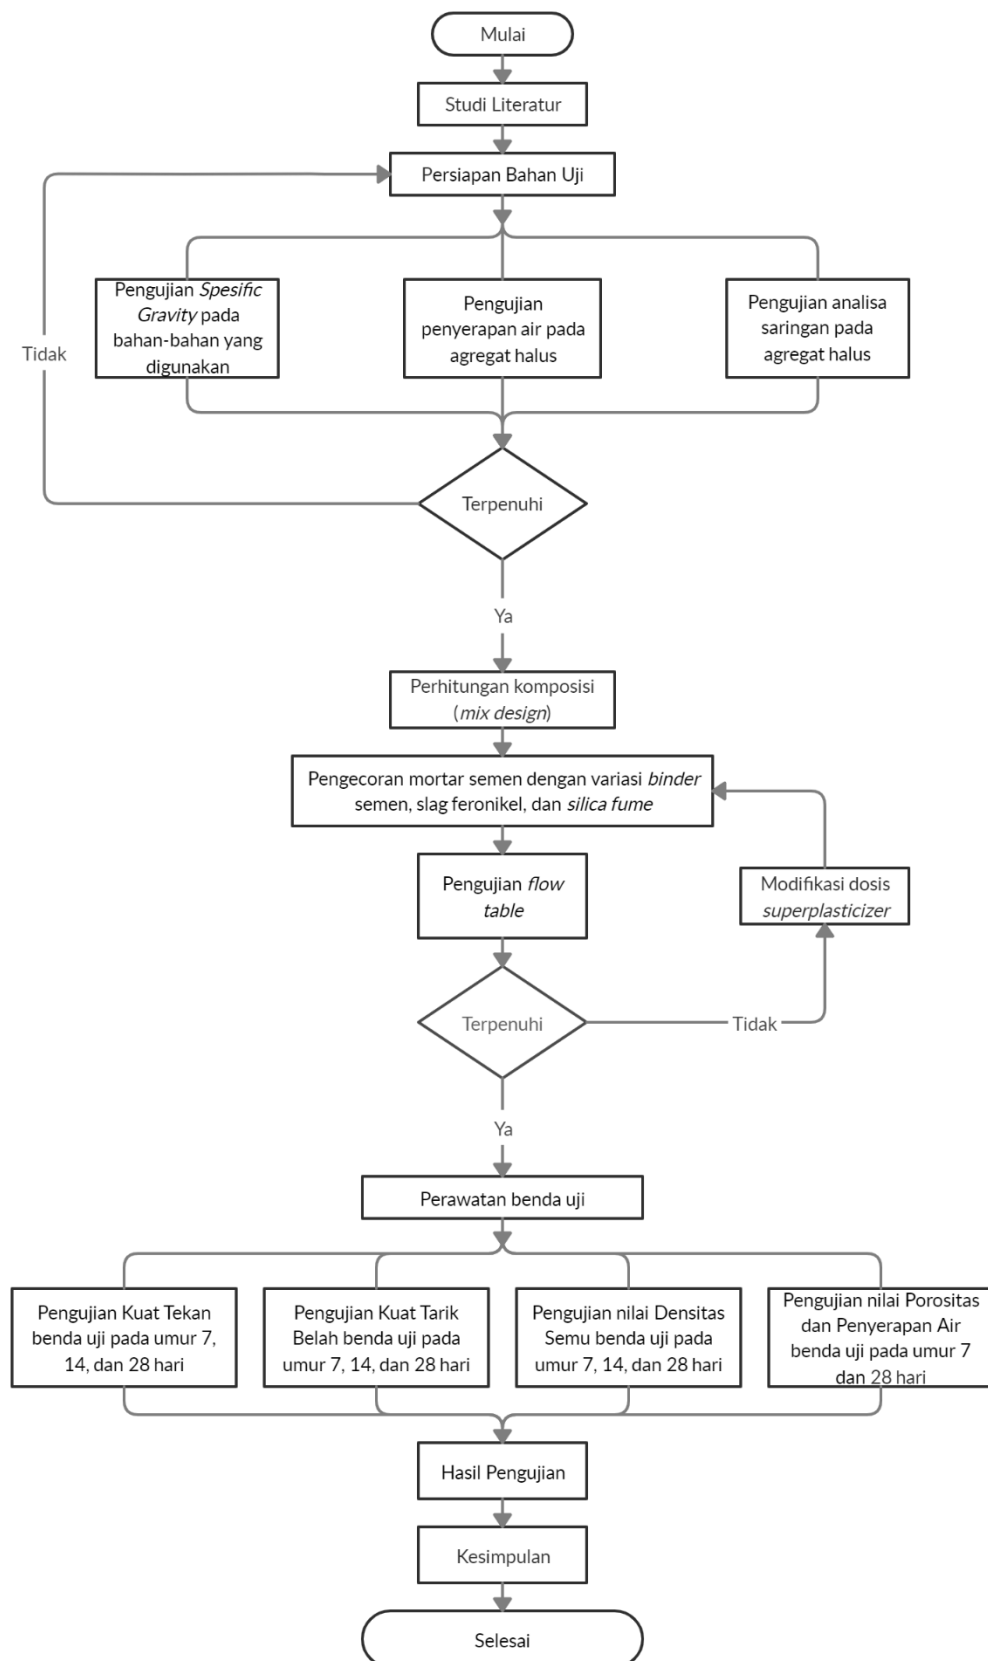 Mulai
Studi Literatur
Persiapan Bahan Uji
Pengujian Spesific
Gravity pada
bahan-bahan yang
digunakan
Pengujian
penyerapan air pada
agregat halus
Pengujian analisa
saringan pada
agregat halus
Tidak
Terpenuhi
Ya
Perhitungan komposisi
(mix design)
Pengecoran mortar semen dengan variasi binder
semen, slag feronikel, dan silica fume
Pengujian flow
table
Modifikasi dosis
superplasticizer
Terpenuhi
Tidak
Ya
Perawatan benda uji
Pengujian Kuat Tekan
benda uji pada umur 7,
14, dan 28 hari
Pengujian Kuat Tarik
Belah benda uji pada
umur 7, 14, dan 28 hari
Pengujian nilai Densitas
Semu benda uji pada
umur 7, 14, dan 28 hari
Pengujian nilai Porositas
dan Penyerapan Air
benda uji pada umur 7
dan 28 hari
Hasil Pengujian
Kesimpulan
Selesai